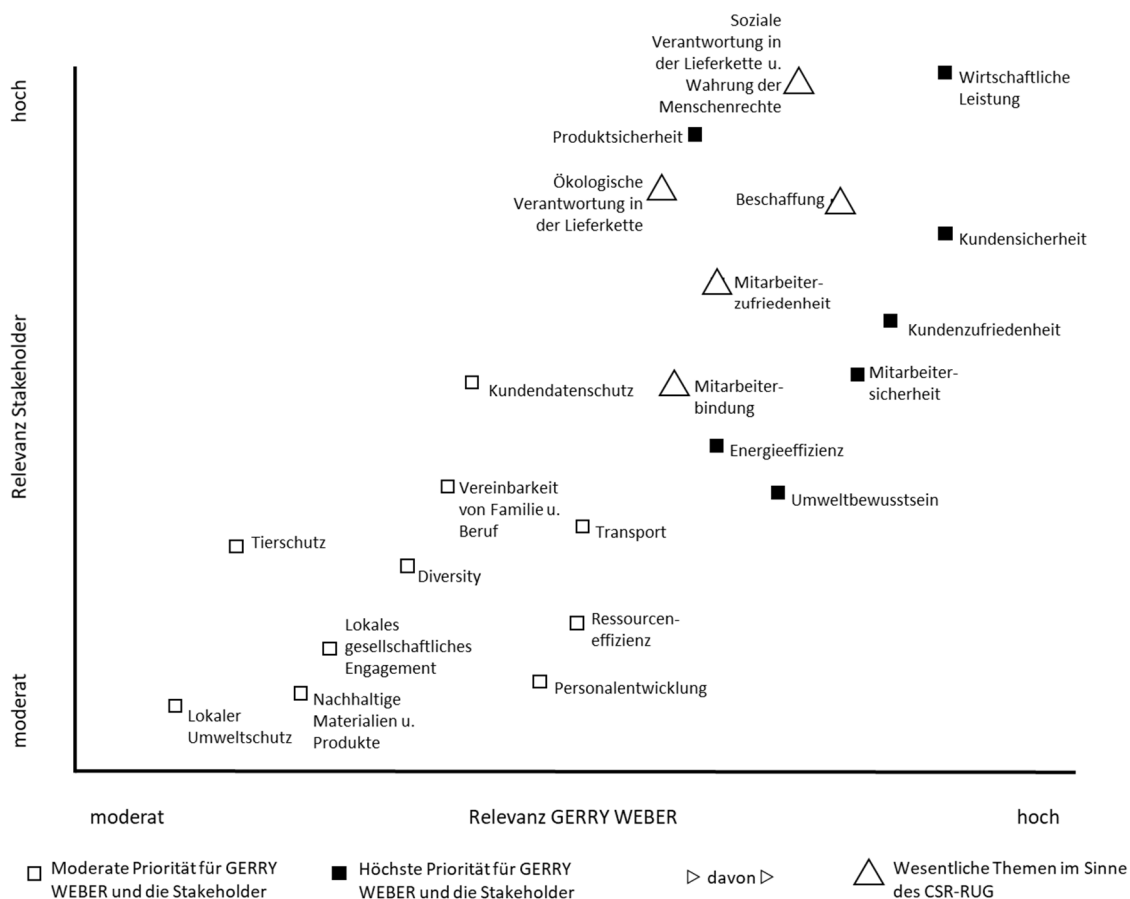 Soziale
Verantwortung in
der Lieferkette u.
Wahrung der
Menschenrechte
Wirtschaftliche
Leistung
hoch
Produktsicherheit
Ökologische
Verantwortung in
der Lieferkette
Beschaffung
Kundensicherheit
Mitarbeiter-
zufriedenheit
Kundenzufriedenheit
Relevanz Stakeholder
Kundendatenschutz
Mitarbeiter-
bindung
Mitarbeiter-
sicherheit
Energieeffizienz
Umweltbewusstsein
Vereinbarkeit
von Familie u.
Beruf
Transport
Tierschutz
Diversity
Lokales
gesellschaftliches
Engagement
Ressourcen-
effizienz
Personalentwicklung
moderat
Lokaler
Umweltschutz
Nachhaltige
Materialien u.
Produkte
moderat
Relevanz GERRY WEBER
hoch
Moderate Priorität für GERRY
WEBER und die Stakeholder
Höchste Priorität für GERRY
WEBER und die Stakeholder
davon
Wesentliche Themen im Sinne
des CSR-RUG